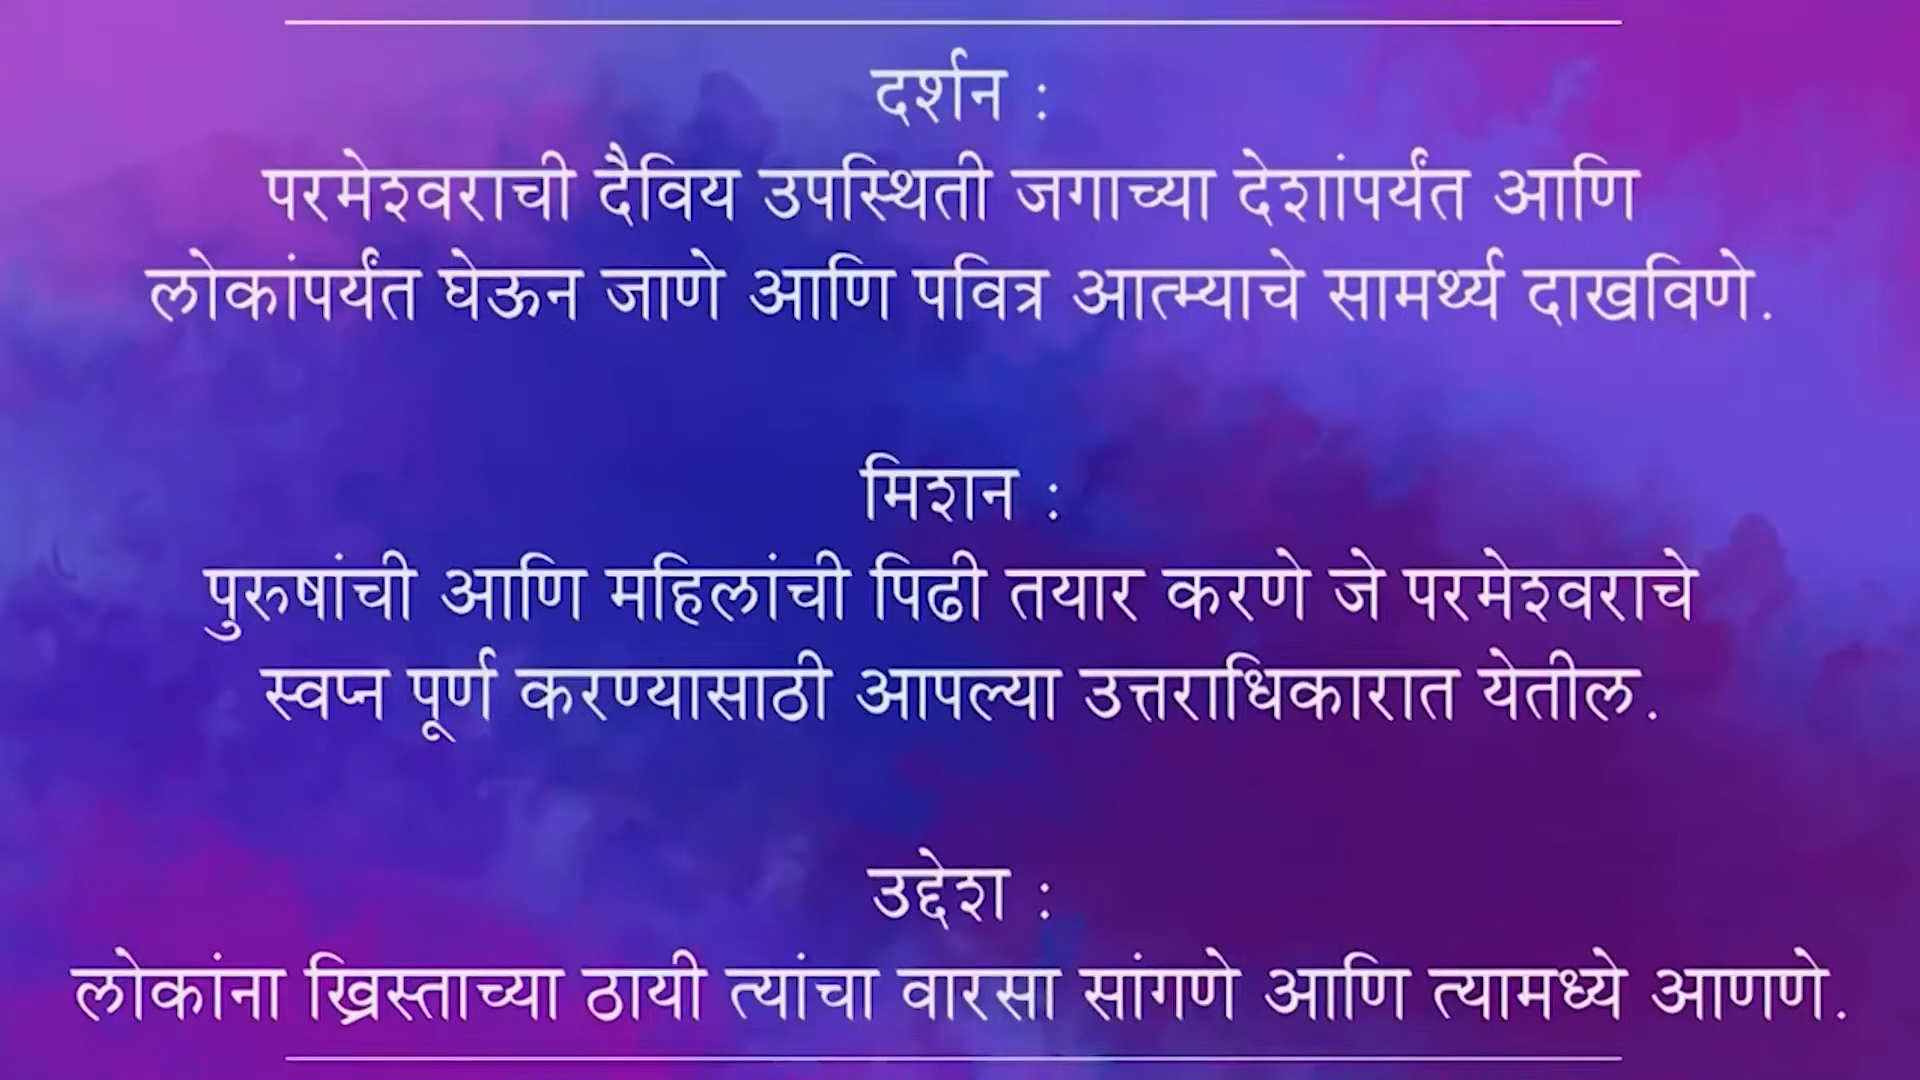 दर्शन :
परमेश्वराची दैविय उपस्थिती जगाच्या देशांपर्यंत आणि
लोकांपर्यंत घेऊन जाणे आणि पवित्र आत्म्याचे सामर्थ्य दाखविणे.
मिशन :
पुरुषांची आणि महिलांची पिढी तयार करणे जे परमेश्वराचे
स्वप्न पूर्ण करण्यासाठी आपल्या उत्तराधिकारात येतील.
उद्देश :
लोकांना ख्रिस्ताच्या ठायी त्यांचा वारसा सांगणे आणि त्यामध्ये आणणे.